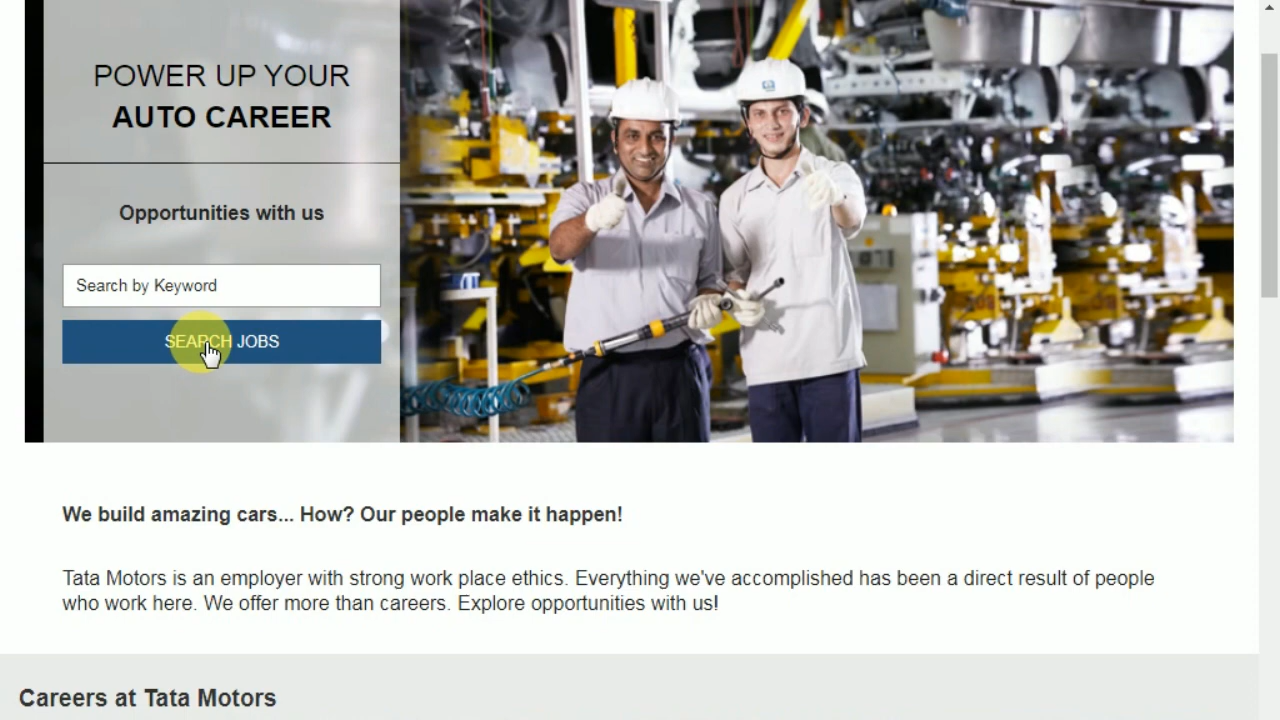 POWER UP YOUR
AUTO CAREER
Opportunities with us
Search by Keyword
SEARCH JOBS
We build amazing cars... How? Our people make it happen!
Tata Motors is an employer with strong work place ethics. Everything we've accomplished has been a direct result of people
who work here. We offer more than careers. Explore opportunities with us!
Careers at Tata Motors